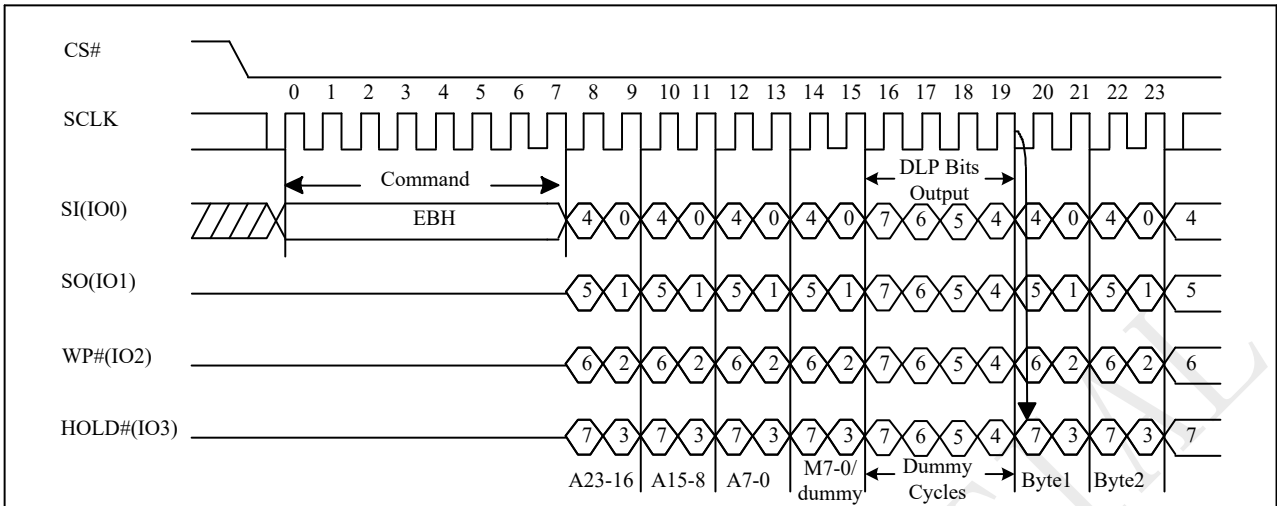 CS#
0 1 2 3 4 5 6 7 8 9 10 11 12 13 14 15 16 17 18 19 20 21 22 23
SCLK
Command
DLP Bits
Output
SI(IO0)
EBH
4 0 4 0 4 0 4 0 7 6 5 4 4 0 4 0 4
SO(IO1)
5 1 5 1 5 1 5 1 7 6 5 4 5 1 5 1 5
WP#(IO2)
6 2 6 2 6 2 6 2 7 6 5 4 6 2 6 2 6
HOLD#(IO3)
7 3 7 3 7 3 7 3 7 6 5 4 7 3 7 3 7
A23-16 A15-8 A7-0
M7-0/
dummy
Dummy
Cycles
Byte1 Byte2